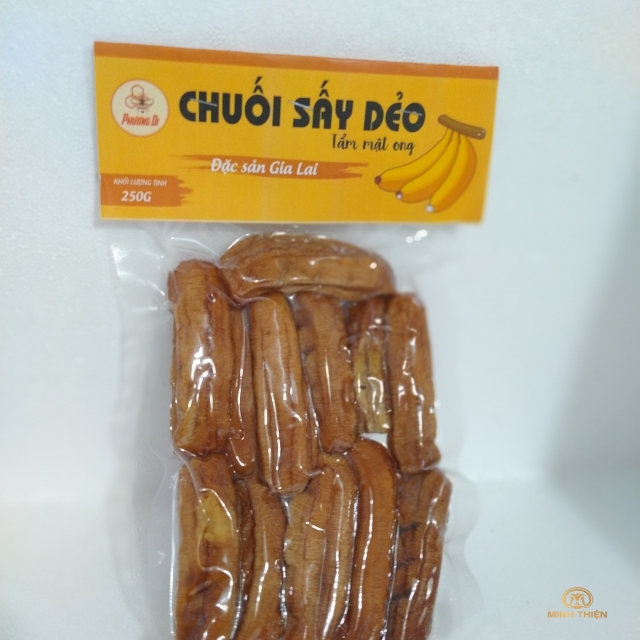 PHƯƠNG DI
CHUỐI SẤY DẺO
Tẩm mật ong
Đặc sản Gia Lai
KHỐI LƯỢNG TỊNH
250G
MINH THIỆN